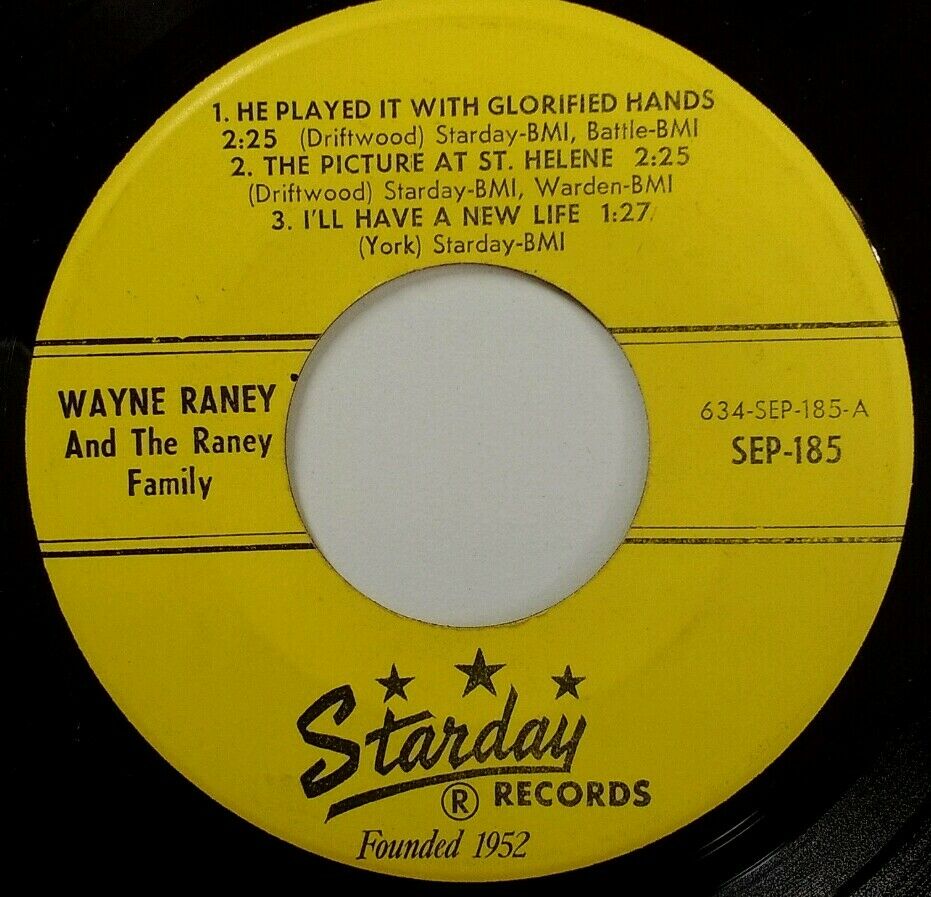 1. HE PLAYED IT WITH GLORIFIED HANDS
2:25 (Driftwood) Starday-BMI, Battle-BMI
2. THE PICTURE AT ST. HELENE 2:25
(Driftwood) Starday-BMI, Warden-BMI
3. I'LL HAVE A NEW LIFE 1:27
(York) Starday-BMI
WAYNE RANEY
And The Raney
Family
634-SEP-185-A
SEP-185
Starday
® RECORDS
Founded 1952